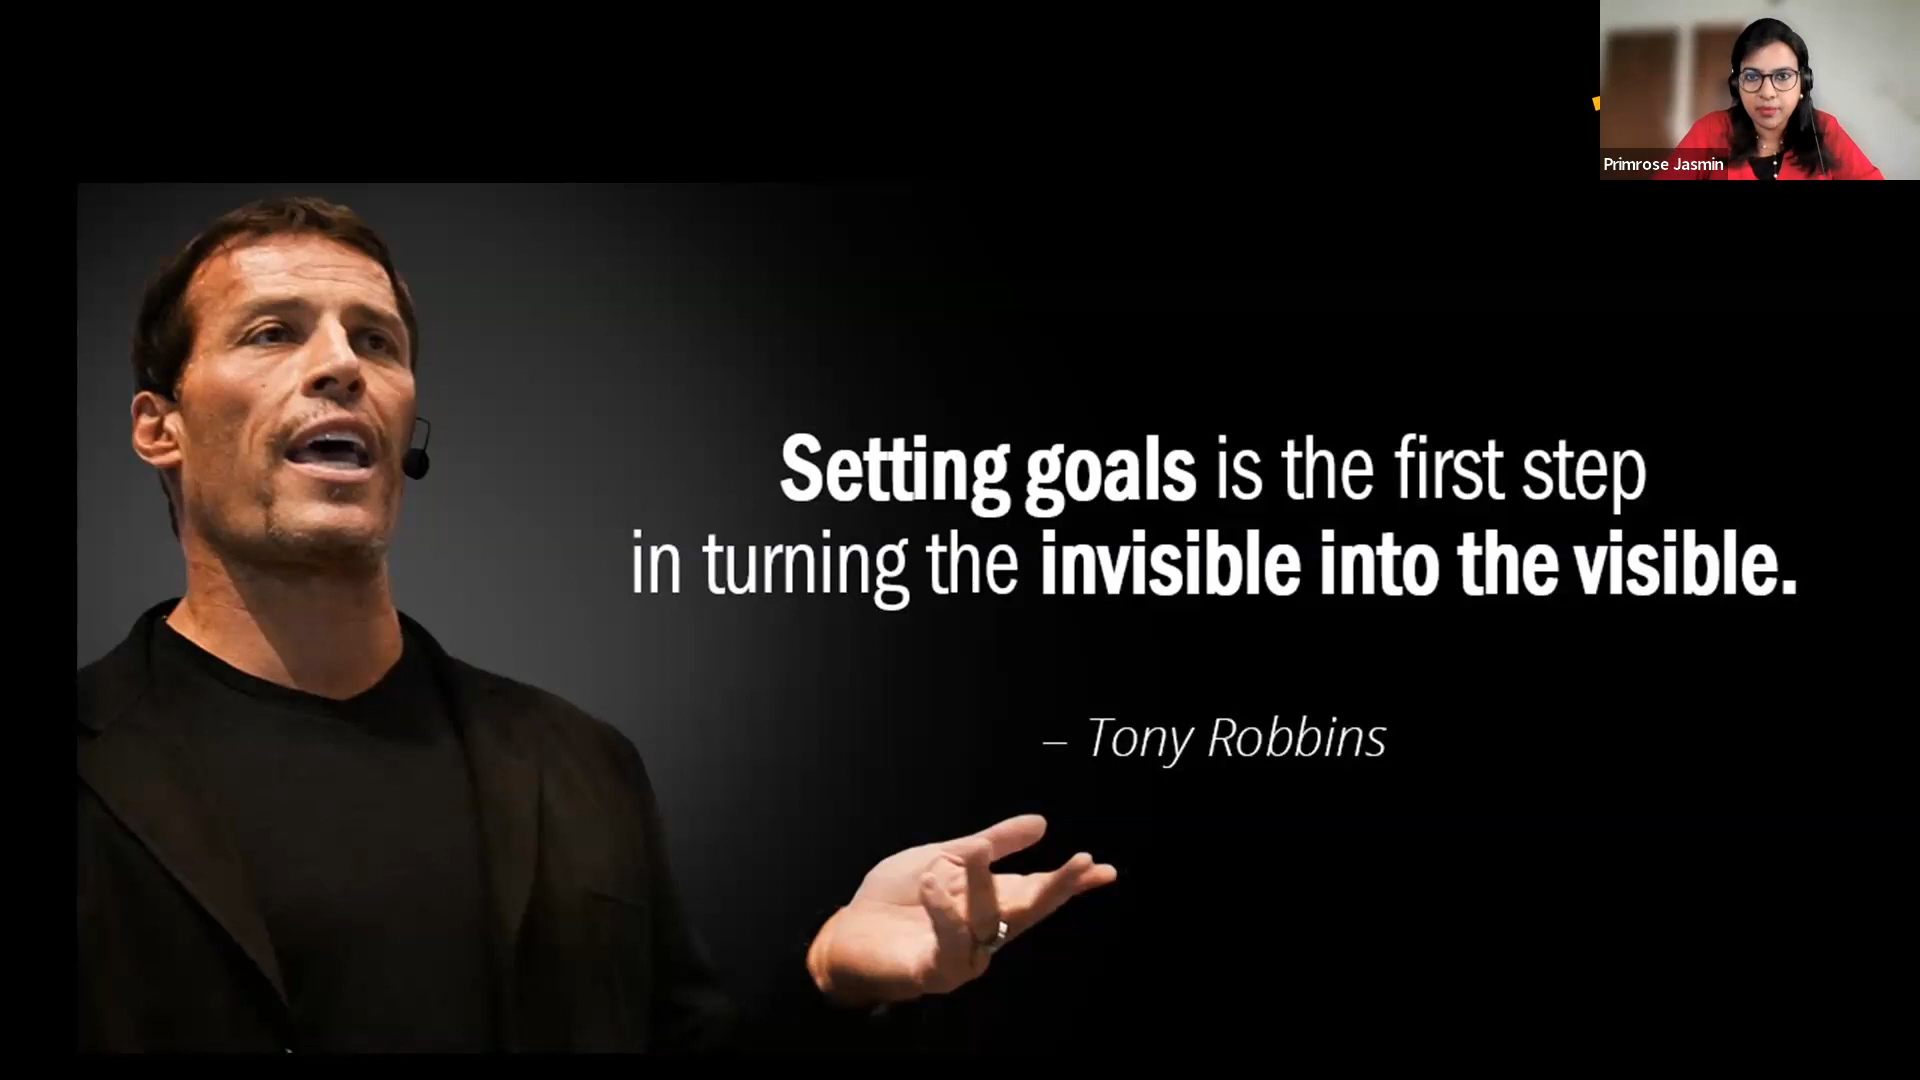 Primrose Jasmin
Setting goals is the first step
in turning the invisible into the visible.
– Tony Robbins